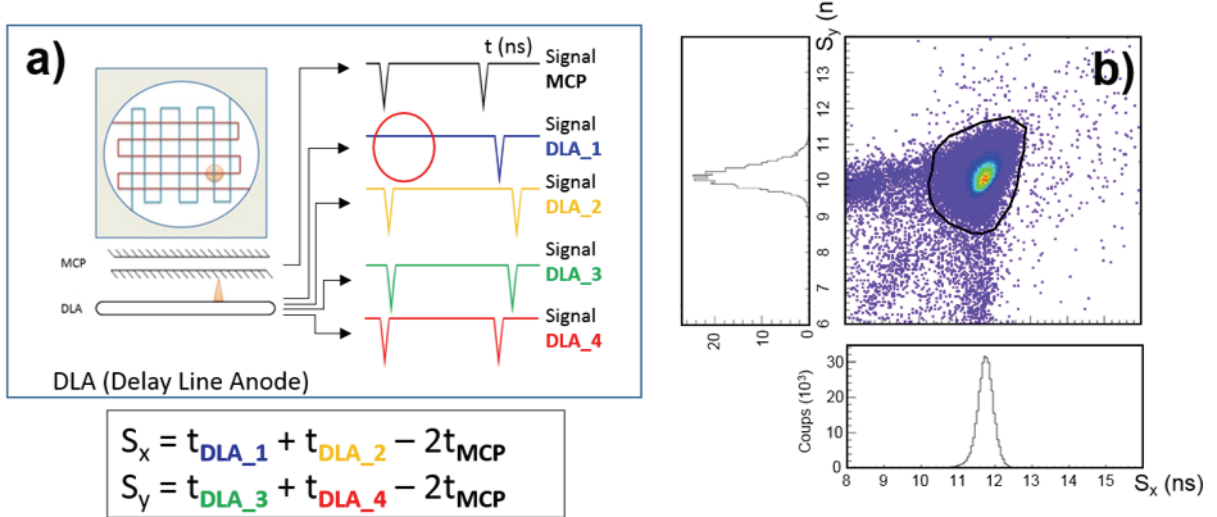 a)
t (ns)
Signal
MCP
Signal
DLA_1
Signal
DLA_2
Signal
DLA_3
Signal
DLA_4
MCP
DLA
DLA (Delay Line Anode)
Sx = tDLA_1 + tDLA_2 – 2tMCP
Sy = tDLA_3 + tDLA_4 – 2tMCP
b)
Sy (n
13
12
11
10
9
8
7
6
20
10
0
Coups (10³)
30
20
10
0
8
9
10
11
12
13
14
15
Sx (ns)